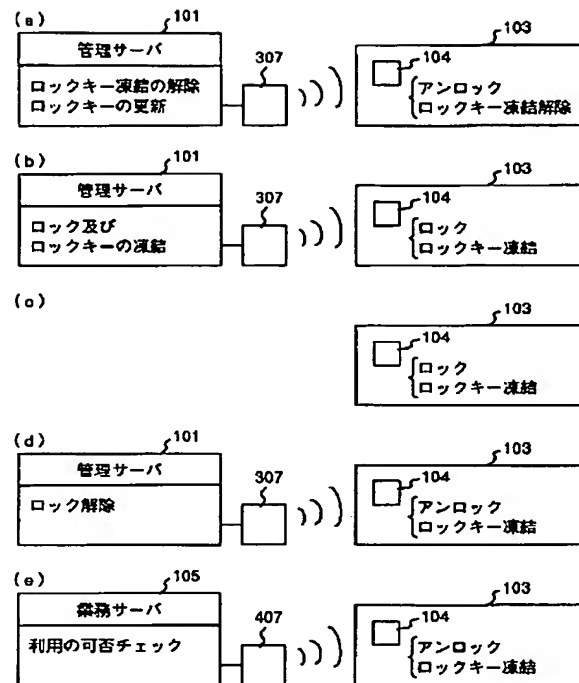 (a)
101
管理サーバ
ロックキー凍結の解除
ロックキーの更新
307
103
104
アンロック
ロックキー凍結解除
(b)
101
管理サーバ
ロック及び
ロックキーの凍結
307
103
104
ロック
ロックキー凍結
(c)
103
104
ロック
ロックキー凍結
(d)
101
管理サーバ
ロック解除
307
103
104
アンロック
ロックキー凍結
(e)
105
業務サーバ
利用の可否チェック
407
103
104
アンロック
ロックキー凍結